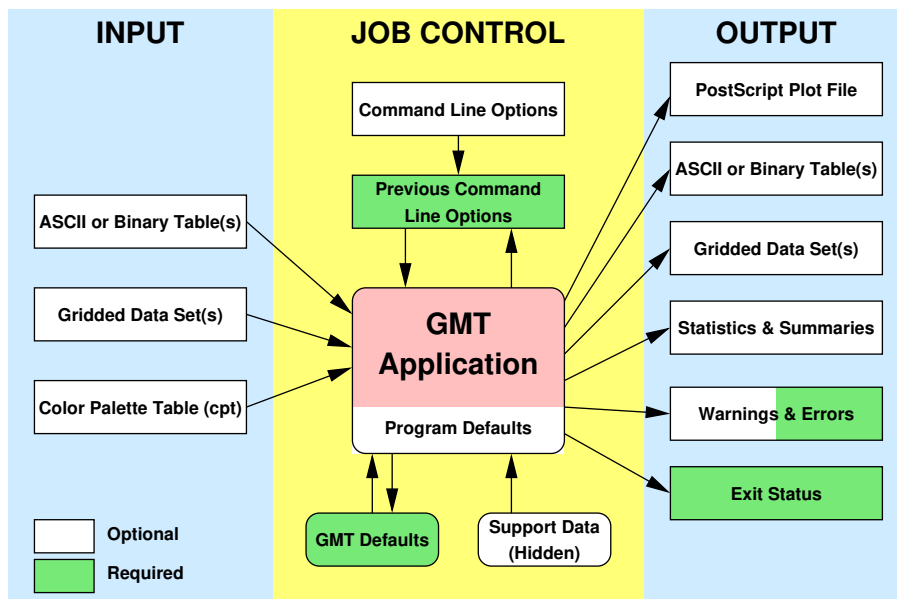 INPUT
JOB CONTROL
OUTPUT
Command Line Options
Previous Command
Line Options
ASCII or Binary Table(s)
Gridded Data Set(s)
Color Palette Table (cpt)
GMT
Application
Program Defaults
GMT Defaults
Support Data
(Hidden)
PostScript Plot File
ASCII or Binary Table(s)
Gridded Data Set(s)
Statistics & Summaries
Warnings & Errors
Exit Status
Optional
Required